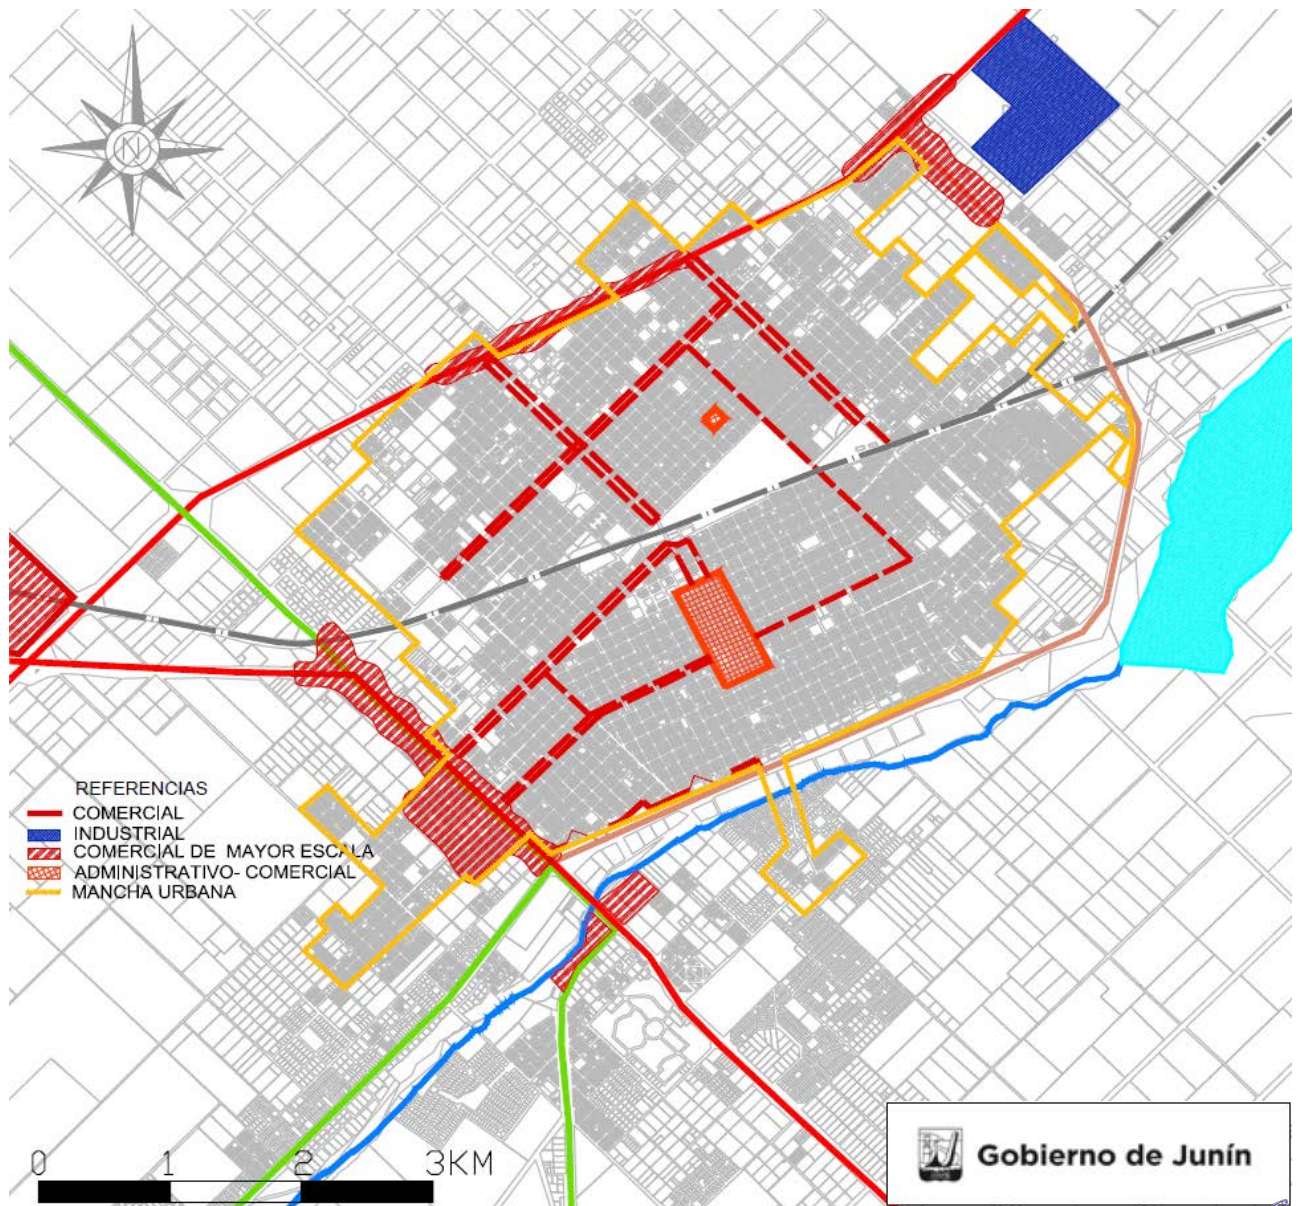 N
REFERENCIAS
COMERCIAL
INDUSTRIAL
COMERCIAL DE MAYOR ESCALA
ADMINISTRATIVO- COMERCIAL
MANCHA URBANA
0 1 2 3KM
Gobierno de Junín